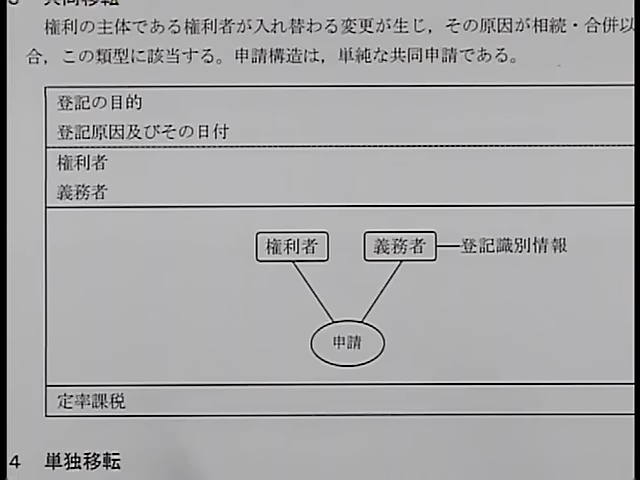 3 共同移転
権利の主体である権利者が入れ替わる変更が生じ，その原因が相続・合併以
合，この類型に該当する。申請構造は，単純な共同申請である。
登記の目的
登記原因及びその日付
権利者
義務者
権利者 義務者 登記識別情報
申請
定率課税
4 単独移転